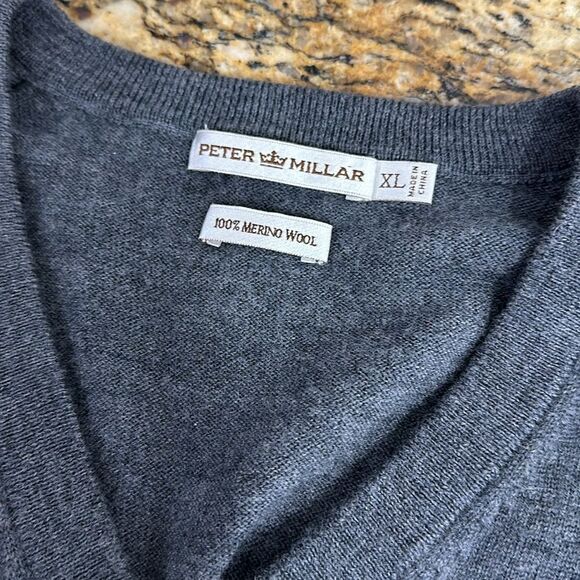 PETER MILLAR XL
MADE IN
CHINA
100% MERINO WOOL